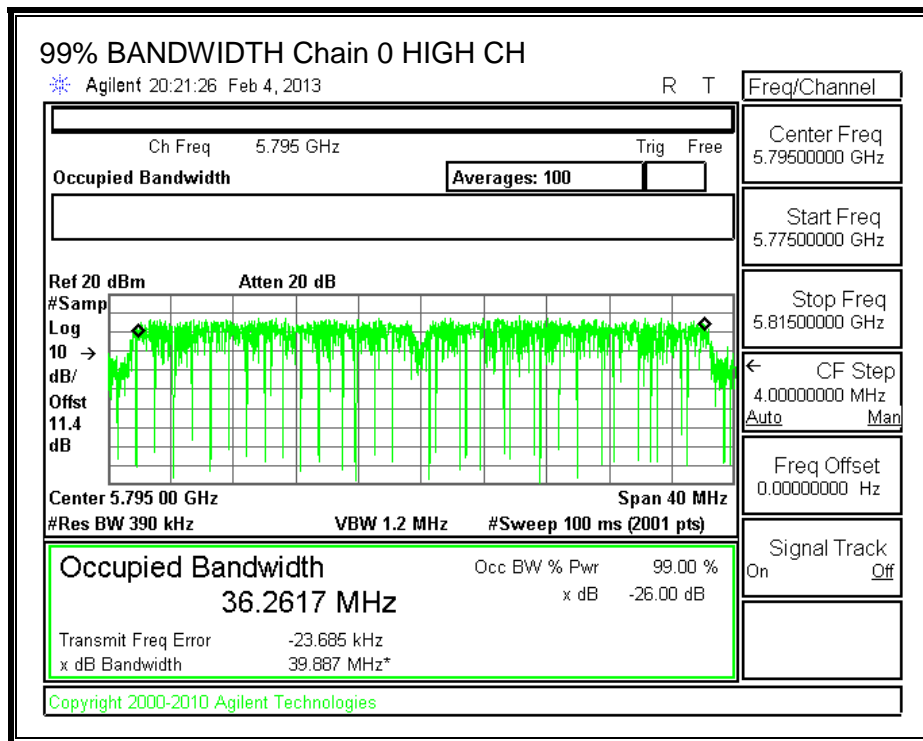 99% BANDWIDTH Chain 0 HIGH CH
Agilent 20:21:26 Feb 4, 2013 R T
Freq/Channel
Ch Freq 5.795 GHz Trig Free
Occupied Bandwidth Averages: 100
Center Freq
5.79500000 GHz
Start Freq
5.77500000 GHz
Stop Freq
5.81500000 GHz
CF Step
4.00000000 MHz
Auto Man
Freq Offset
0.00000000 Hz
Signal Track
On Off
Ref 20 dBm Atten 20 dB
#Samp
Log
10
dB/
Offst
11.4
dB
Center 5.795 00 GHz Span 40 MHz
#Res BW 390 kHz VBW 1.2 MHz #Sweep 100 ms (2001 pts)
Occupied Bandwidth Occ BW % Pwr 99.00 %
36.2617 MHz x dB -26.00 dB
Transmit Freq Error -23.685 kHz
x dB Bandwidth 39.887 MHz*
Copyright 2000-2010 Agilent Technologies